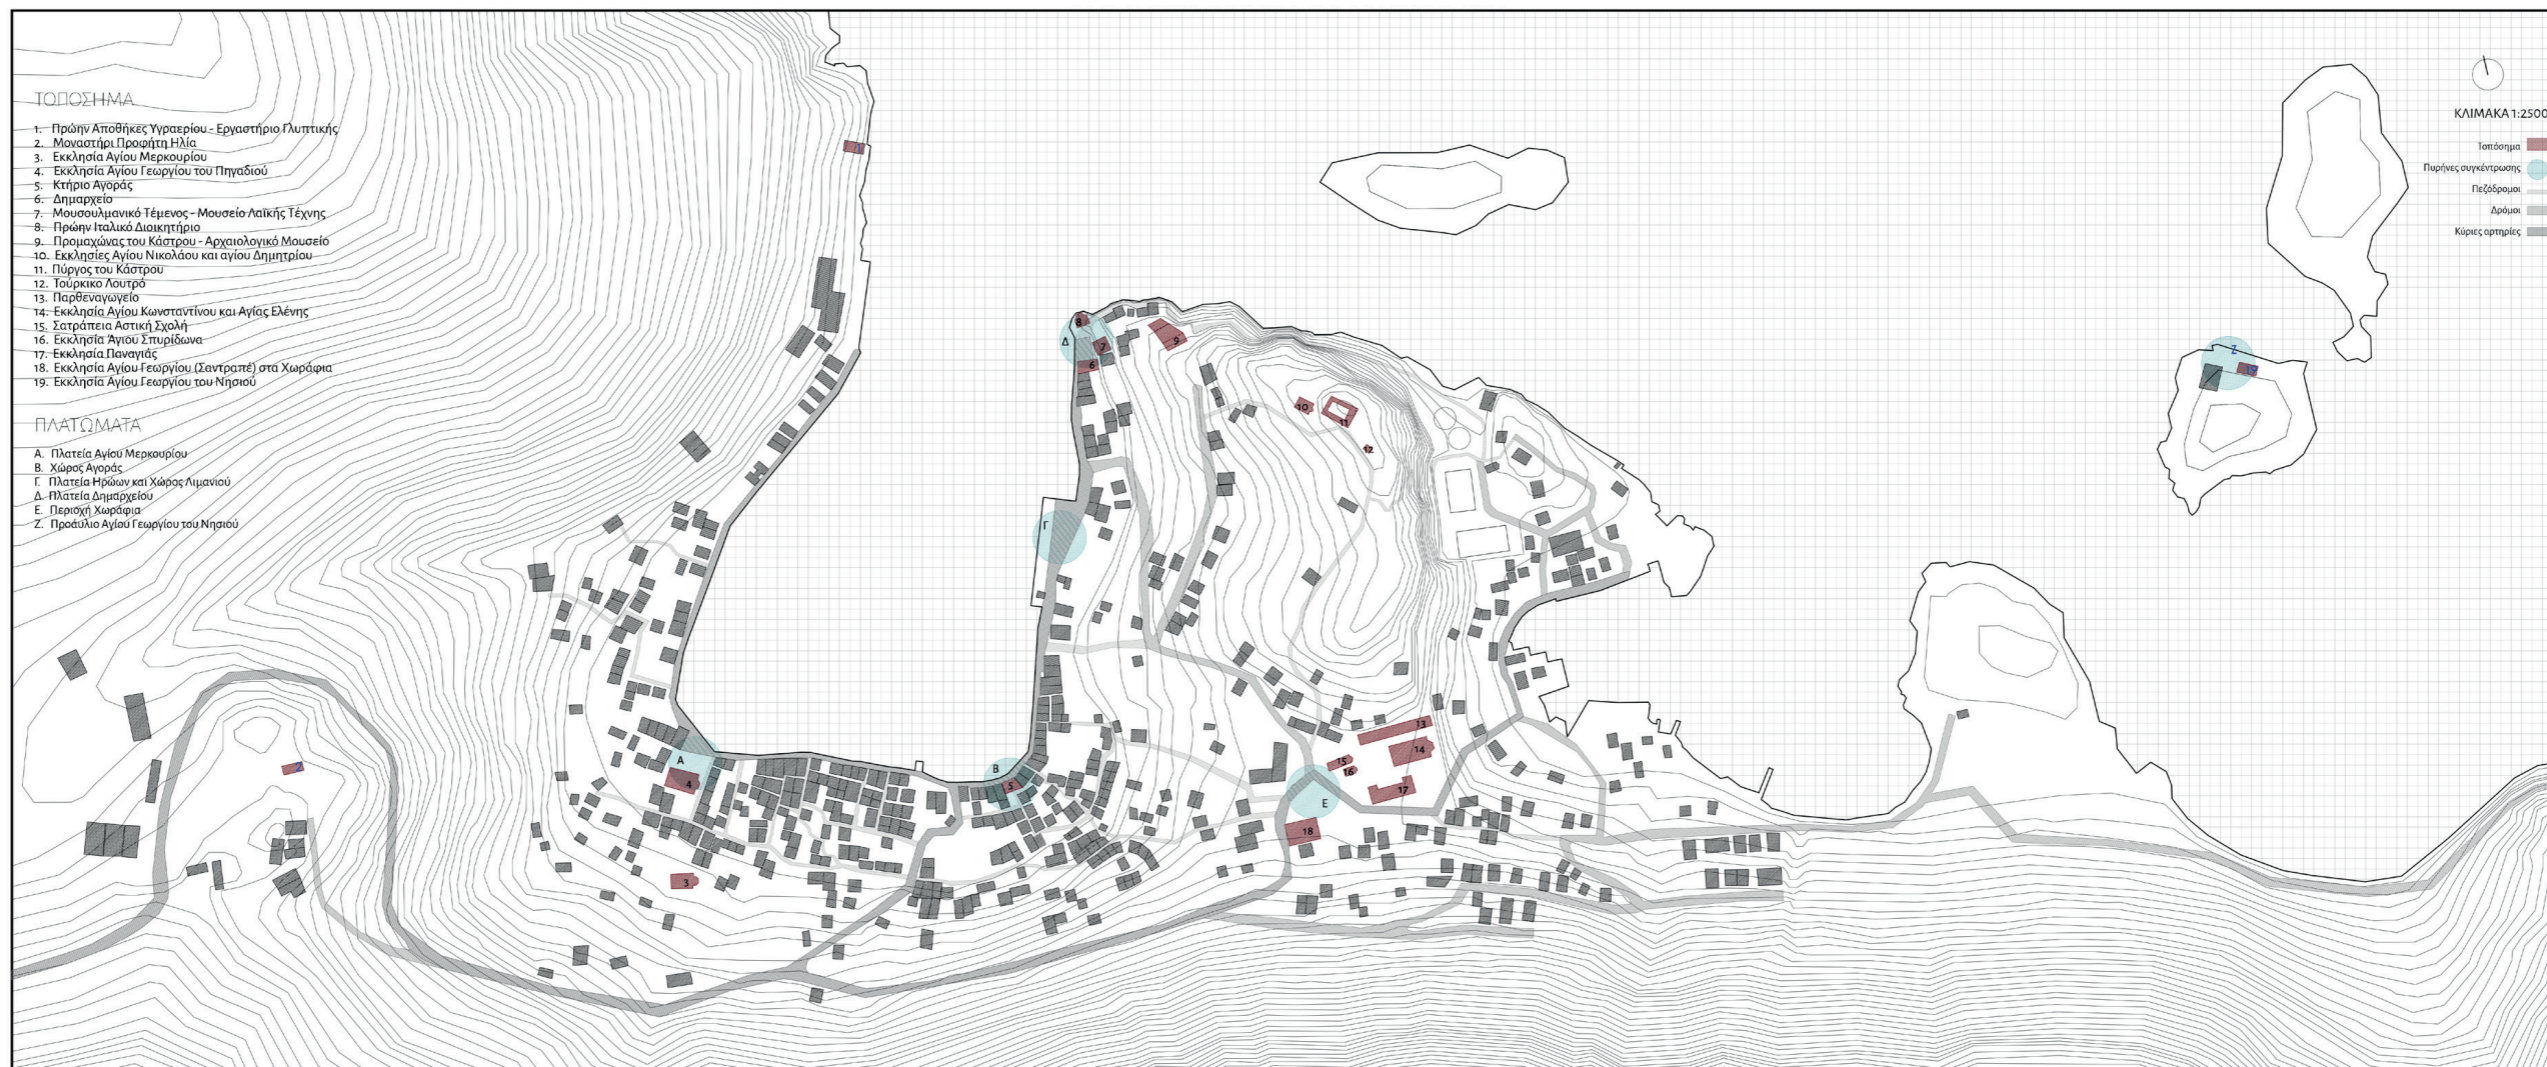 ΤΟΠΟΣΗΜΑ
1. Πρώην Αποθήκες Υγραερίου - Εργαστήριο Γλυπτικής
2. Μοναστήρι Προφήτη Ηλία
3. Εκκλησία Αγίου Μερκουρίου
4. Εκκλησία Αγίου Γεωργίου του Πηγαδιού
5. Κτήριο Αγοράς
6. Δημαρχείο
7. Μουσουλμανικό Τέμενος - Μουσείο Λαϊκής Τέχνης
8. Πρώην Ιταλικό Διοικητήριο
9. Προμαχώνας του Κάστρου - Αρχαιολογικό Μουσείο
10. Εκκλησίες Αγίου Νικολάου και αγίου Δημητρίου
11. Πύργος του Κάστρου
12. Τούρκικο Λουτρό
13. Παρθεναγωγείο
14. Εκκλησία Αγίου Κωνσταντίνου και Αγίας Ελένης
15. Σατράπεια Αστική Σχολή
16. Εκκλησία Άγιου Σπυρίδωνα
17. Εκκλησία Παναγιάς
18. Εκκλησία Αγίου Γεωργίου (Σαντραπέ) στα Χωράφια
19. Εκκλησία Αγίου Γεωργίου του Νησιού
ΠΛΑΤΩΜΑΤΑ
Α. Πλατεία Αγίου Μερκουρίου
Β. Χώρος Αγοράς
Γ. Πλατεία Ηρώων και Χώρος Λιμανιού
Δ. Πλατεία Δημαρχείου
Ε. Περιοχή Χωράφια
Ζ. Προάυλιο Αγίου Γεωργίου του Νησιού
ΚΛΙΜΑΚΑ 1:2500
Τοπόσημα
Πυρήνες συγκέντρωσης
Πεζόδρομοι
Δρόμοι
Κύριες αρτηρίες
1
8
Δ
7
6
9
10
11
12
Ζ
19
Γ
2
Α
4
3
Β
5
13
14
15
16
17
Ε
18